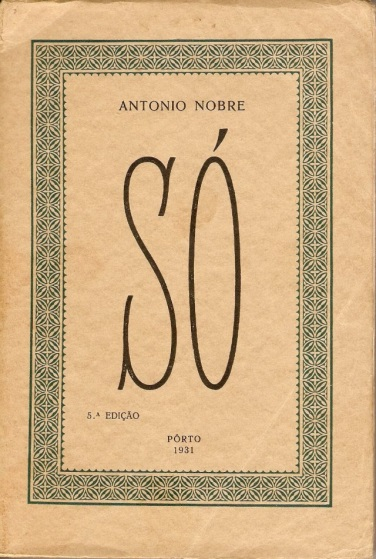 ANTONIO NOBRE
SÓ
5.ª EDIÇÃO
PÔRTO
1931